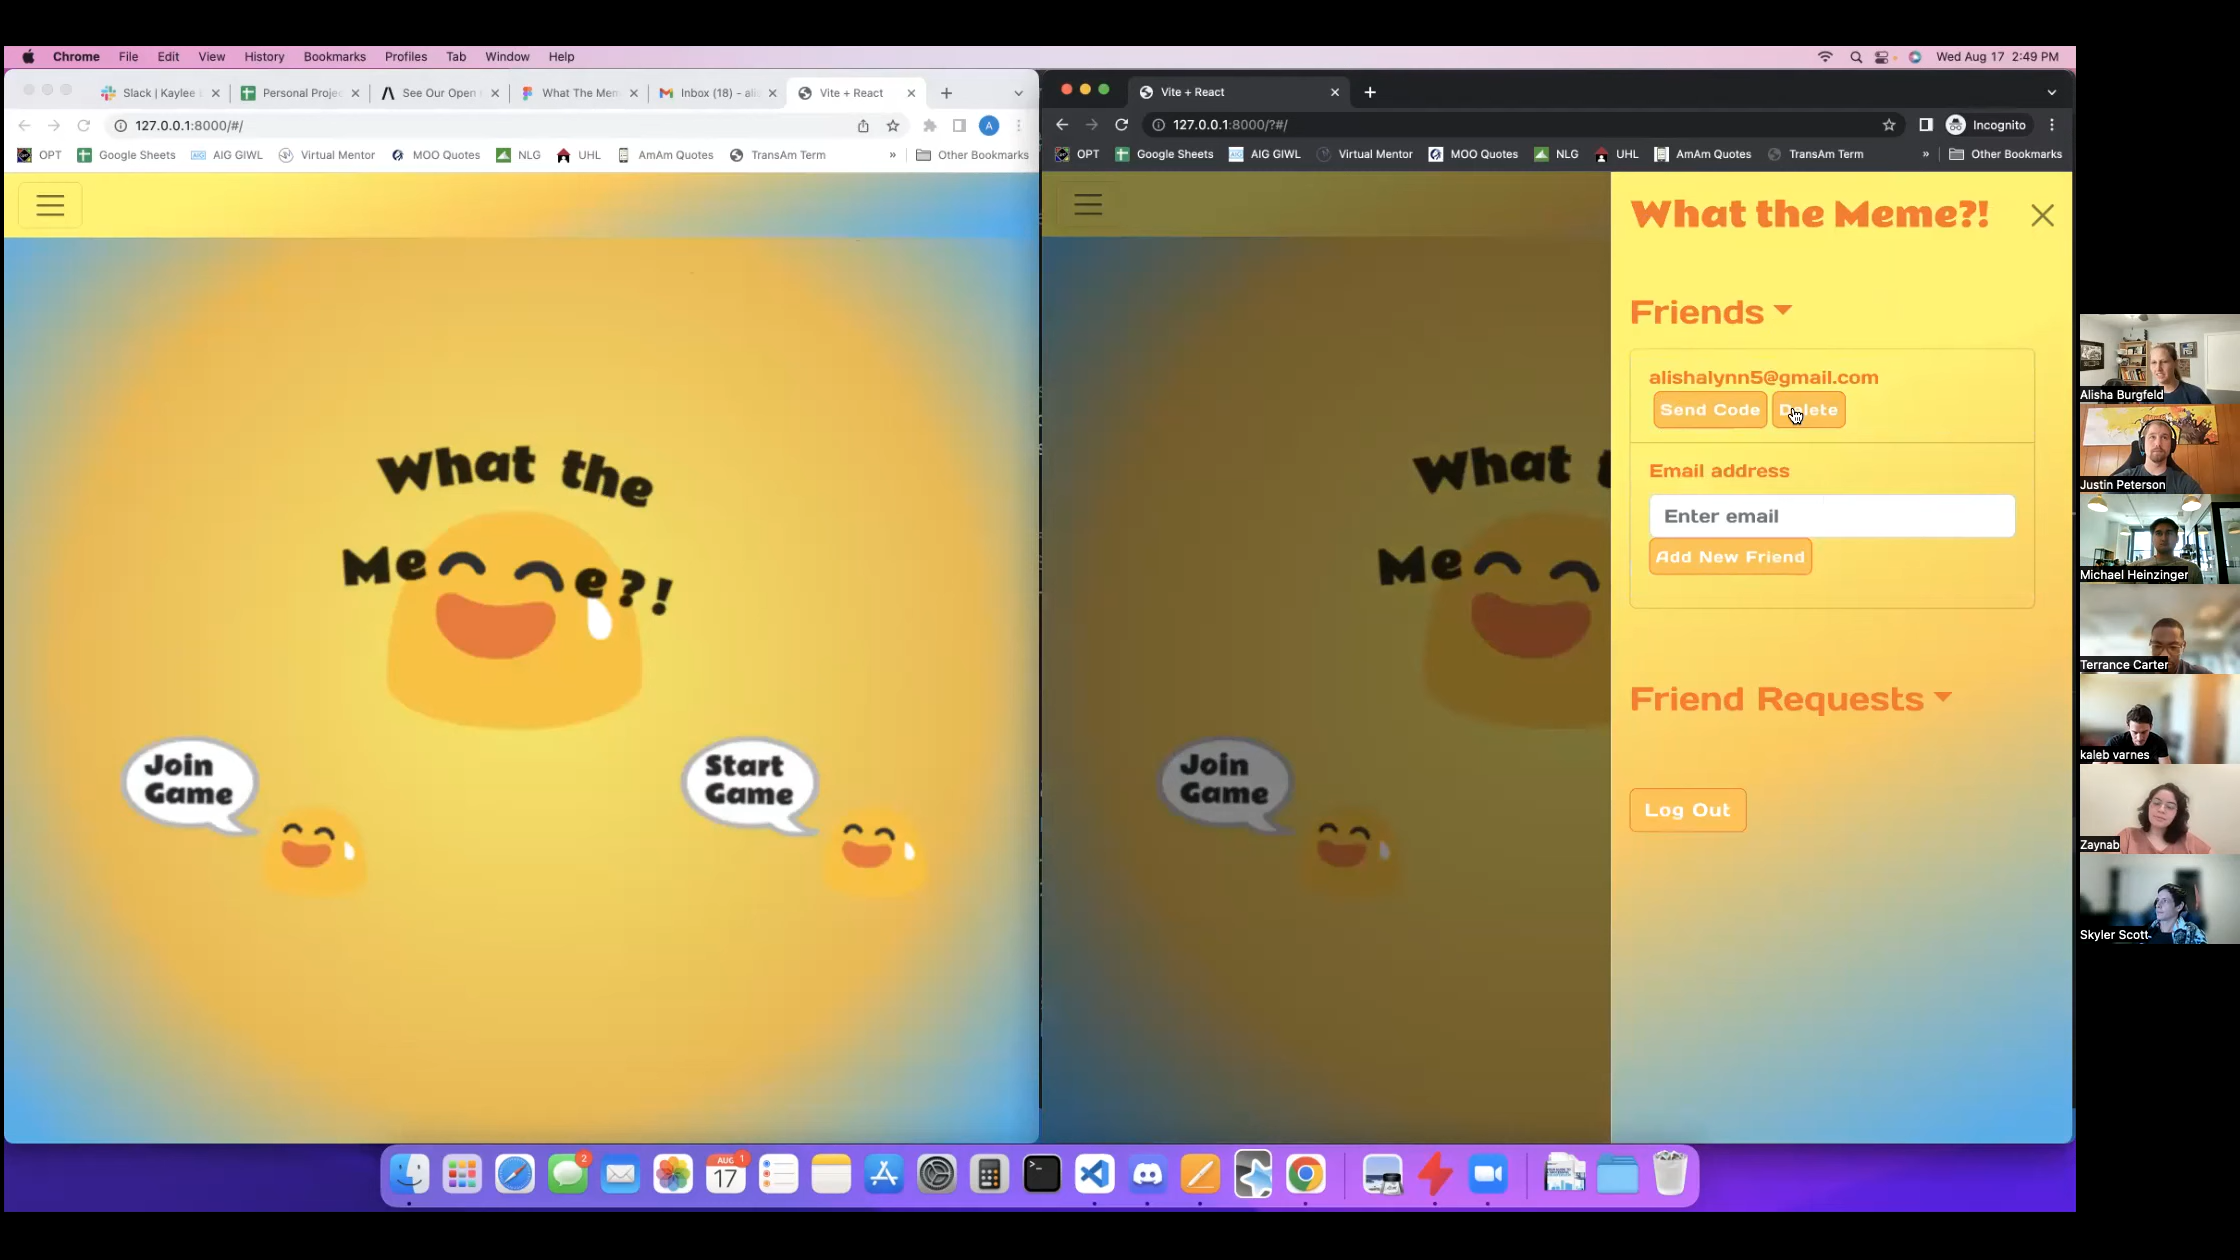 Chrome File Edit View History Bookmarks Profiles Tab Window Help
Wed Aug 17 2:49 PM
Slack | Kaylee
Personal Projec
See Our Open
What The Mem
Inbox (18) - ali
Vite + React
127.0.0.1:8000/#/
OPT Google Sheets AIG GIWL Virtual Mentor MOO Quotes NLG UHL AmAm Quotes TransAm Term » Other Bookmarks
What the
Me e?!
Join
Game
Start
Game
Vite + React
127.0.0.1:8000/?#/
Incognito
OPT Google Sheets AIG GIWL Virtual Mentor MOO Quotes NLG UHL AmAm Quotes TransAm Term » Other Bookmarks
What t
Me
Join
Game
What the Meme?!
Friends
alishalynn5@gmail.com
Send Code
Delete
Email address
Enter email
Add New Friend
Friend Requests
Log Out
Alisha Burgfeld
Justin Peterson
Michael Heinzinger
Terrance Carter
kaleb varnes
Zaynab
Skyler Scott
2
AUG
17
1